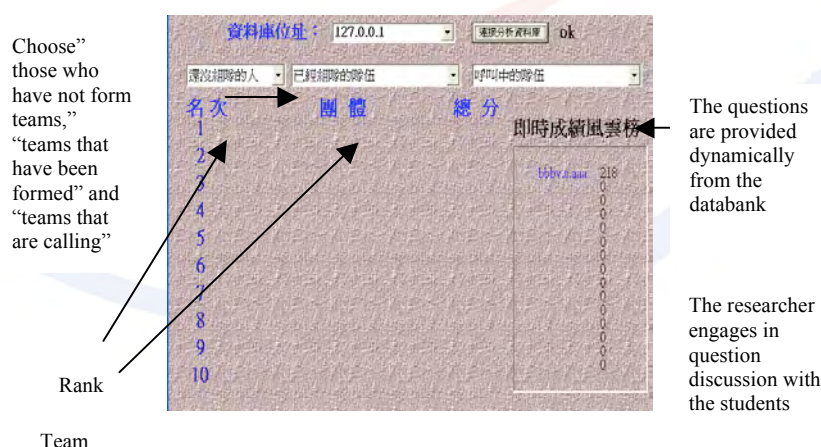 Choose”
those who
have not form
teams,”
“teams that
have been
formed” and
“teams that
are calling”
資料庫位址： 127.0.0.1 連接分析資料庫 ok
還沒組隊的人 已經組隊的隊伍 呼叫中的隊伍
名次 團體 總分
即時成績風雲榜
1
2
3
4
5
6
7
8
9
10
218
0
0
0
0
0
0
0
0
0
0
0
0
0
0
The questions
are provided
dynamically
from the
databank
The researcher
engages in
question
discussion with
the students
Rank
Team